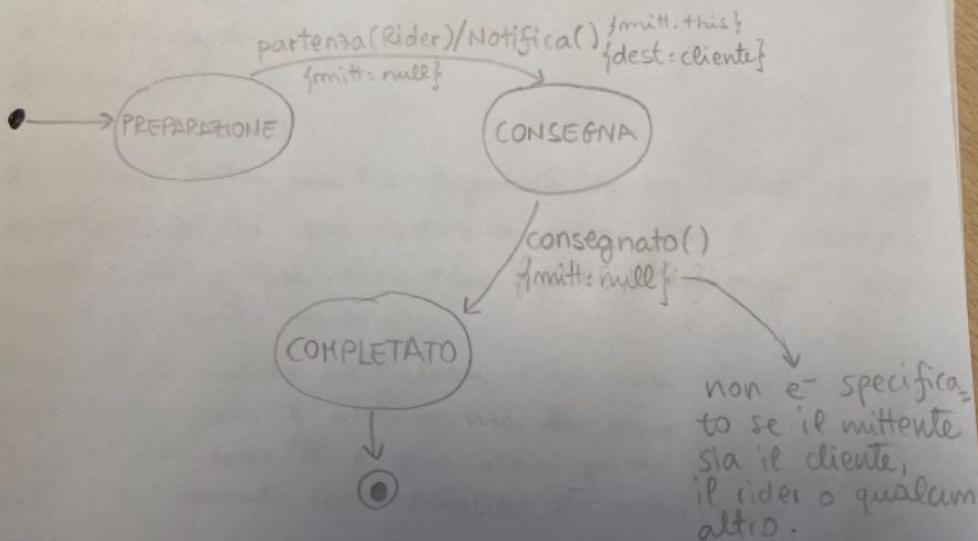 partenza(Rider)/Notifica() {mitt.this}
{dest:cliente}
{mitt:null}
PREPARAZIONE
CONSEGNA
consegnato()
{mitt:null}
COMPLETATO
non e- specifica=
to se il mittente
sia il cliente,
il rider o qualcum
altro.